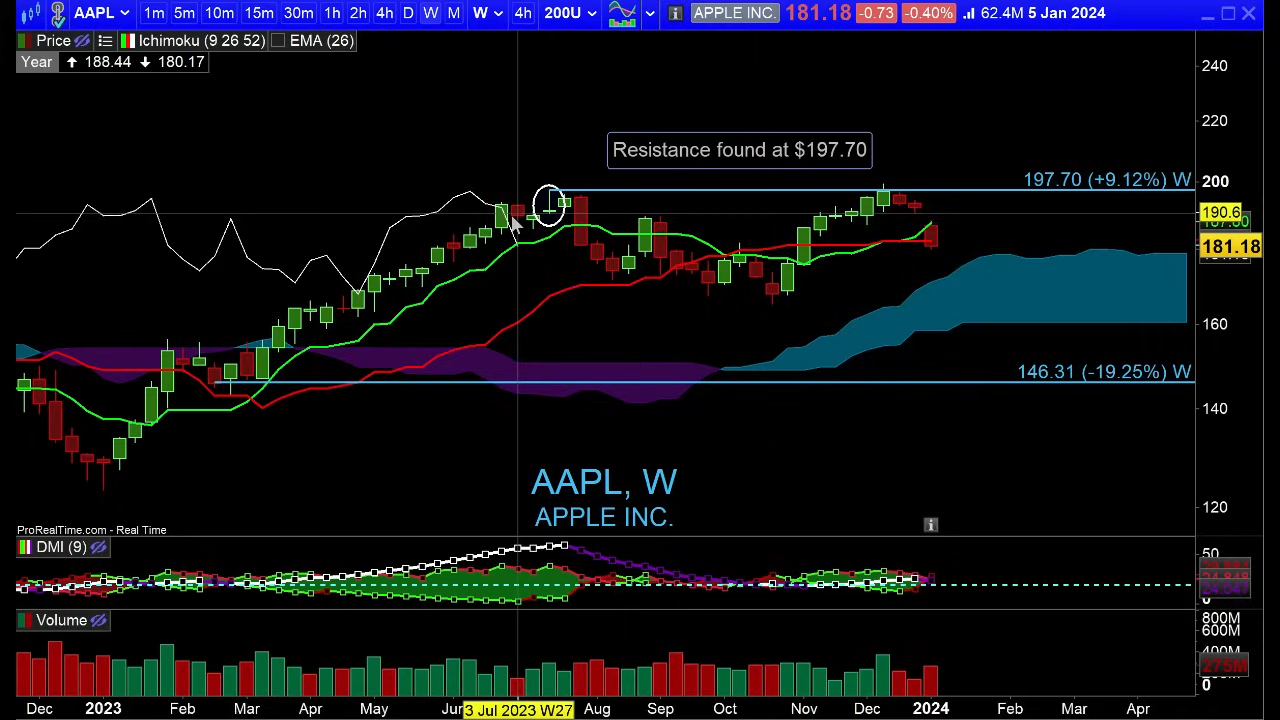 AAPL 1m 5m 10m 15m 30m 1h 2h 4h D W M W 4h 200U i APPLE INC. 181.18 -0.73 -0.40% 62.4M 5 Jan 2024
Price Ichimoku (9 26 52) EMA (26)
Year 188.44 180.17
240
220
Resistance found at $197.70
197.70 (+9.12%) W
200
190.6
181.18
160
146.31 (-19.25%) W
140
AAPL, W
120
APPLE INC.
ProRealTime.com - Real Time
i
DMI (9)
50
0
Volume
800M
600M
400M
275M
0
Dec 2023 Feb Mar Apr May Jun 3 Jul 2023 W27 Aug Sep Oct Nov Dec 2024 Feb Mar Apr